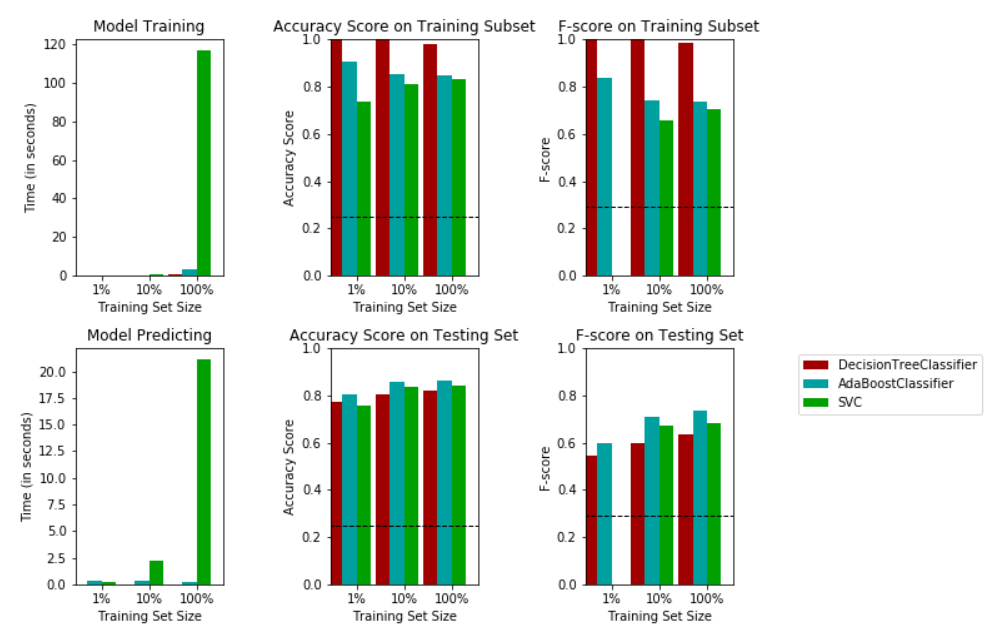 Model Training
Time (in seconds)
120
100
80
60
40
20
0
1% 10% 100%
Training Set Size
Accuracy Score on Training Subset
Accuracy Score
1.0
0.8
0.6
0.4
0.2
0.0
1% 10% 100%
Training Set Size
F-score on Training Subset
F-score
1.0
0.8
0.6
0.4
0.2
0.0
1% 10% 100%
Training Set Size
Model Predicting
Time (in seconds)
20.0
17.5
15.0
12.5
10.0
7.5
5.0
2.5
0.0
1% 10% 100%
Training Set Size
Accuracy Score on Testing Set
Accuracy Score
1.0
0.8
0.6
0.4
0.2
0.0
1% 10% 100%
Training Set Size
F-score on Testing Set
F-score
1.0
0.8
0.6
0.4
0.2
0.0
1% 10% 100%
Training Set Size
DecisionTreeClassifier
AdaBoostClassifier
SVC